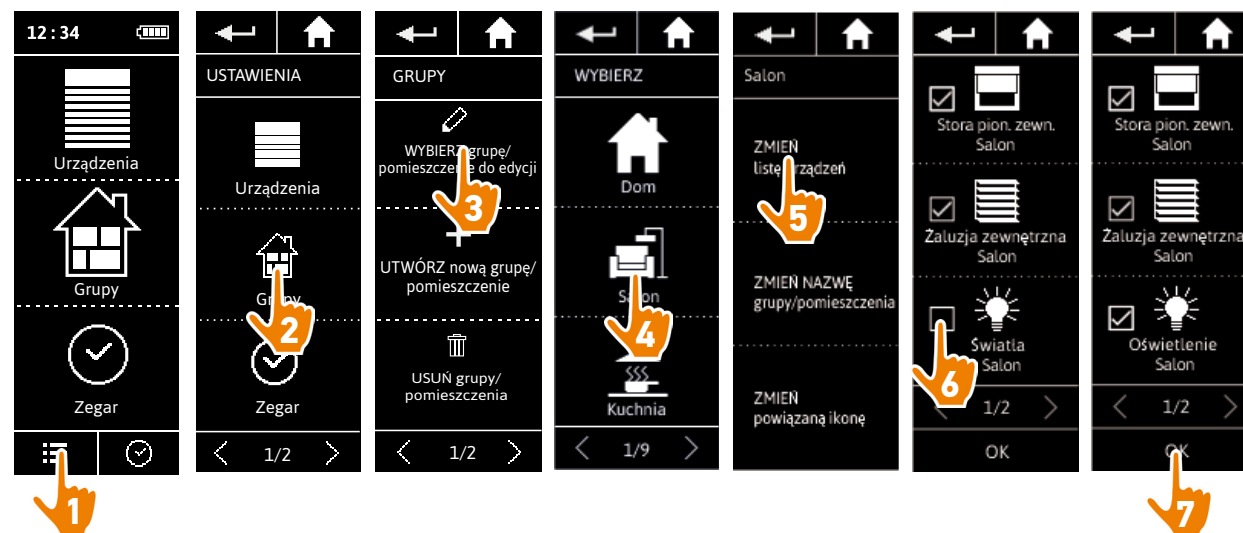 12:34
Urządzenia
Grupy
Zegar
1
USTAWIENIA
Urządzenia
Grupy
2
Zegar
1/2
GRUPY
WYBIERZ grupę/
pomieszczenie do edycji
3
UTWÓRZ nową grupę/
pomieszczenie
USUŃ grupy/
pomieszczenia
1/2
WYBIERZ
Dom
Salon
4
Kuchnia
1/9
Salon
ZMIEŃ
listę urządzeń
5
ZMIEŃ NAZWĘ
grupy/pomieszczenia
ZMIEŃ
powiązaną ikonę
Stora pion. zewn.
Salon
Żaluzja zewnętrzna
Salon
Światla
Salon
6
1/2
OK
Stora pion. zewn.
Salon
Żaluzja zewnętrzna
Salon
Oświetlenie
Salon
1/2
OK
7